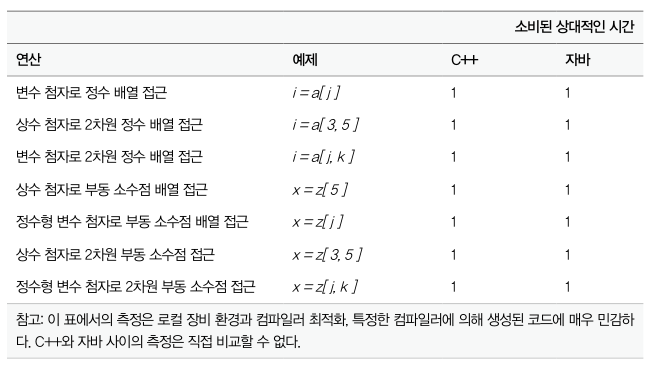 소비된 상대적인 시간
연산 예제 C++ 자바
변수 첨자로 정수 배열 접근 i = a[ j ] 1 1
상수 첨자로 2차원 정수 배열 접근 i = a[ 3, 5 ] 1 1
변수 첨자로 2차원 정수 배열 접근 i = a[ j, k ] 1 1
상수 첨자로 부동 소수점 배열 접근 x = z[ 5 ] 1 1
정수형 변수 첨자로 부동 소수점 배열 접근 x = z[ j ] 1 1
상수 첨자로 2차원 부동 소수점 접근 x = z[ 3, 5 ] 1 1
정수형 변수 첨자로 2차원 부동 소수점 접근 x = z[ j, k ] 1 1
참고: 이 표에서의 측정은 로컬 장비 환경과 컴파일러 최적화, 특정한 컴파일러에 의해 생성된 코드에 매우 민감하
다. C++와 자바 사이의 측정은 직접 비교할 수 없다.